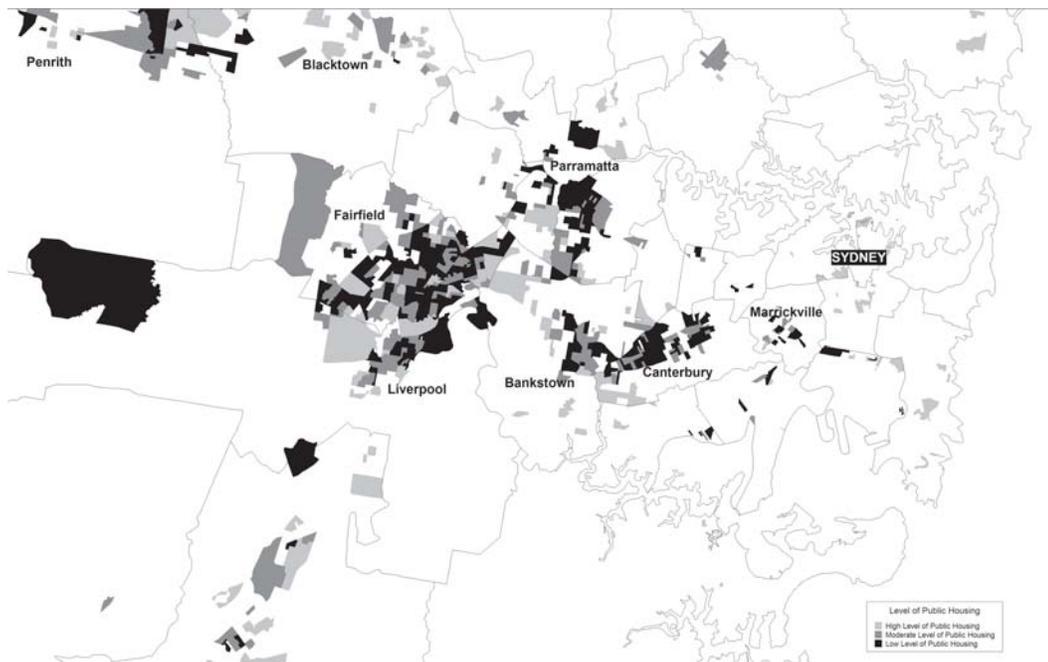 Penrith
Blacktown
Parramatta
Fairfield
SYDNEY
Marrickville
Canterbury
Bankstown
Liverpool
Level of Public Housing
High Level of Public Housing
Moderate Level of Public Housing
Low Level of Public Housing